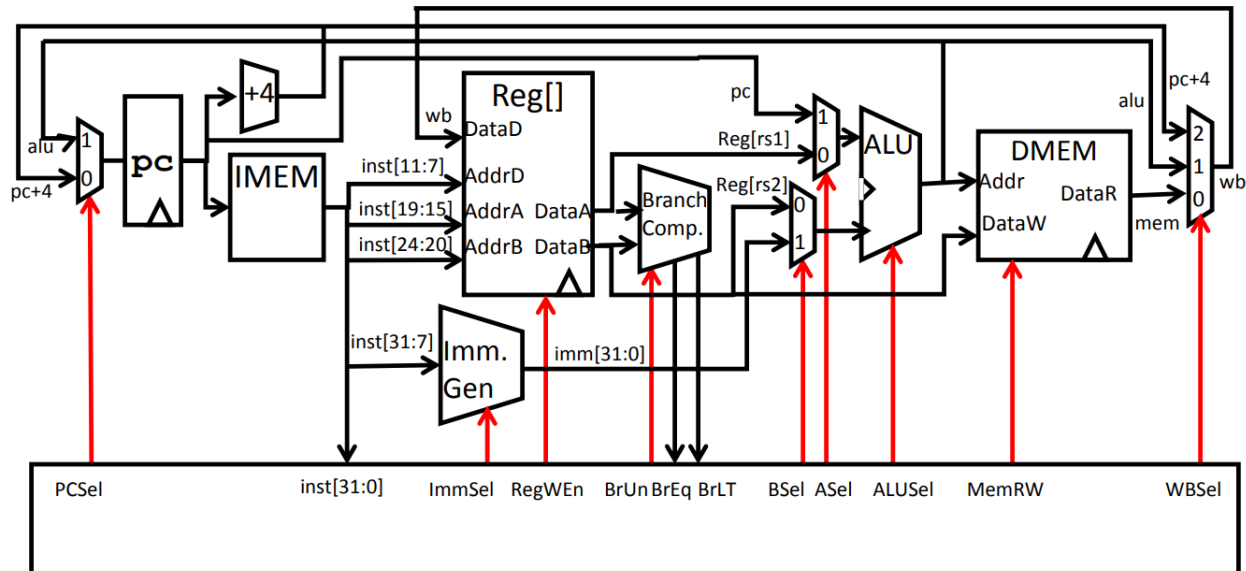 pc+4
alu
pc
+4
Reg[]
wb
alu
1
pc
IMEM
DataD
Reg[rs1]
1
0
ALU
DMEM
2
pc+4
0
inst[11:7]
AddrD
Reg[rs2]
Addr
1
wb
inst[19:15]
AddrA
DataA
Branch
Comp.
0
DataR
mem
0
inst[24:20]
AddrB
DataB
1
DataW
inst[31:7]
Imm.
Gen
imm[31:0]
PCSel
inst[31:0]
ImmSel
RegWEn
BrUn
BrEq
BrLT
BSel
ASel
ALUSel
MemRW
WBSel